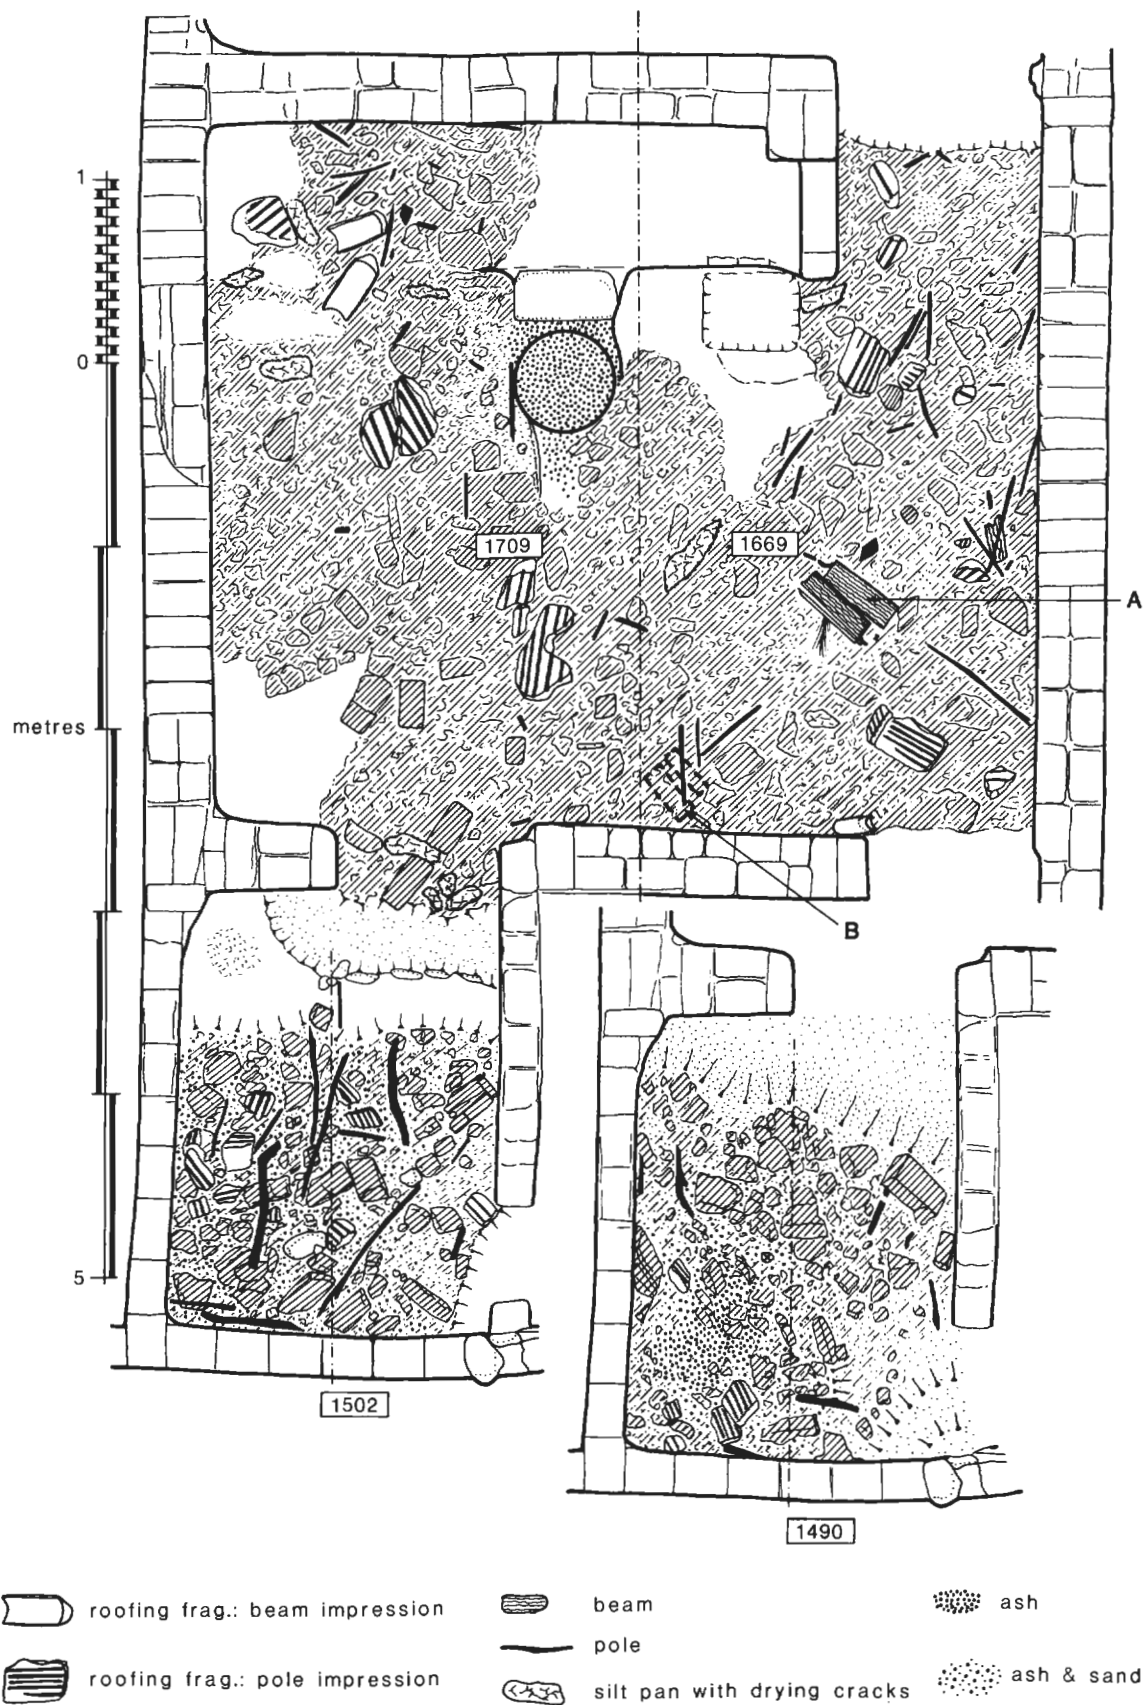 1
0
1709
1669
A
metres
B
5
1502
1490
roofing frag.: beam impression
beam
ash
pole
roofing frag.: pole impression
silt pan with drying cracks
ash & sand